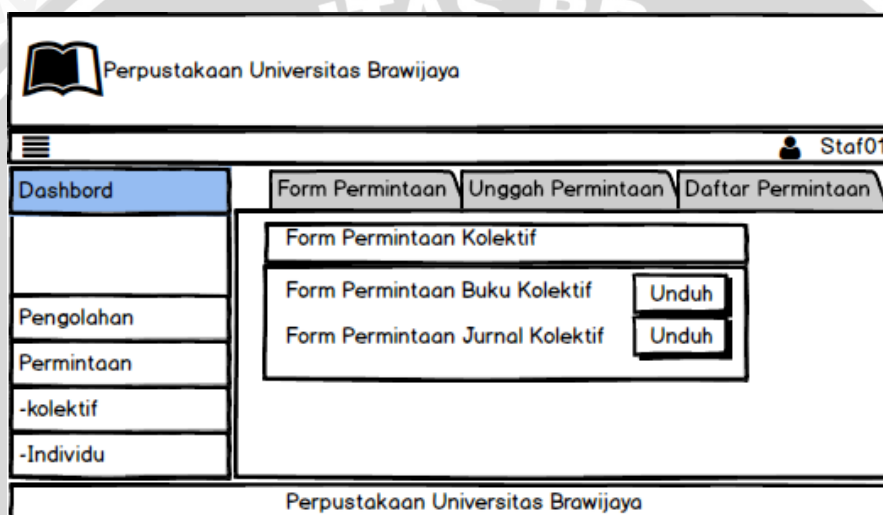 Perpustakaan Universitas Brawijaya
Staf01
Dashbord
Form Permintaan
Unggah Permintaan
Daftar Permintaan
Form Permintaan Kolektif
Form Permintaan Buku Kolektif
Unduh
Form Permintaan Jurnal Kolektif
Unduh
Pengolahan
Permintaan
-kolektif
-Individu
Perpustakaan Universitas Brawijaya